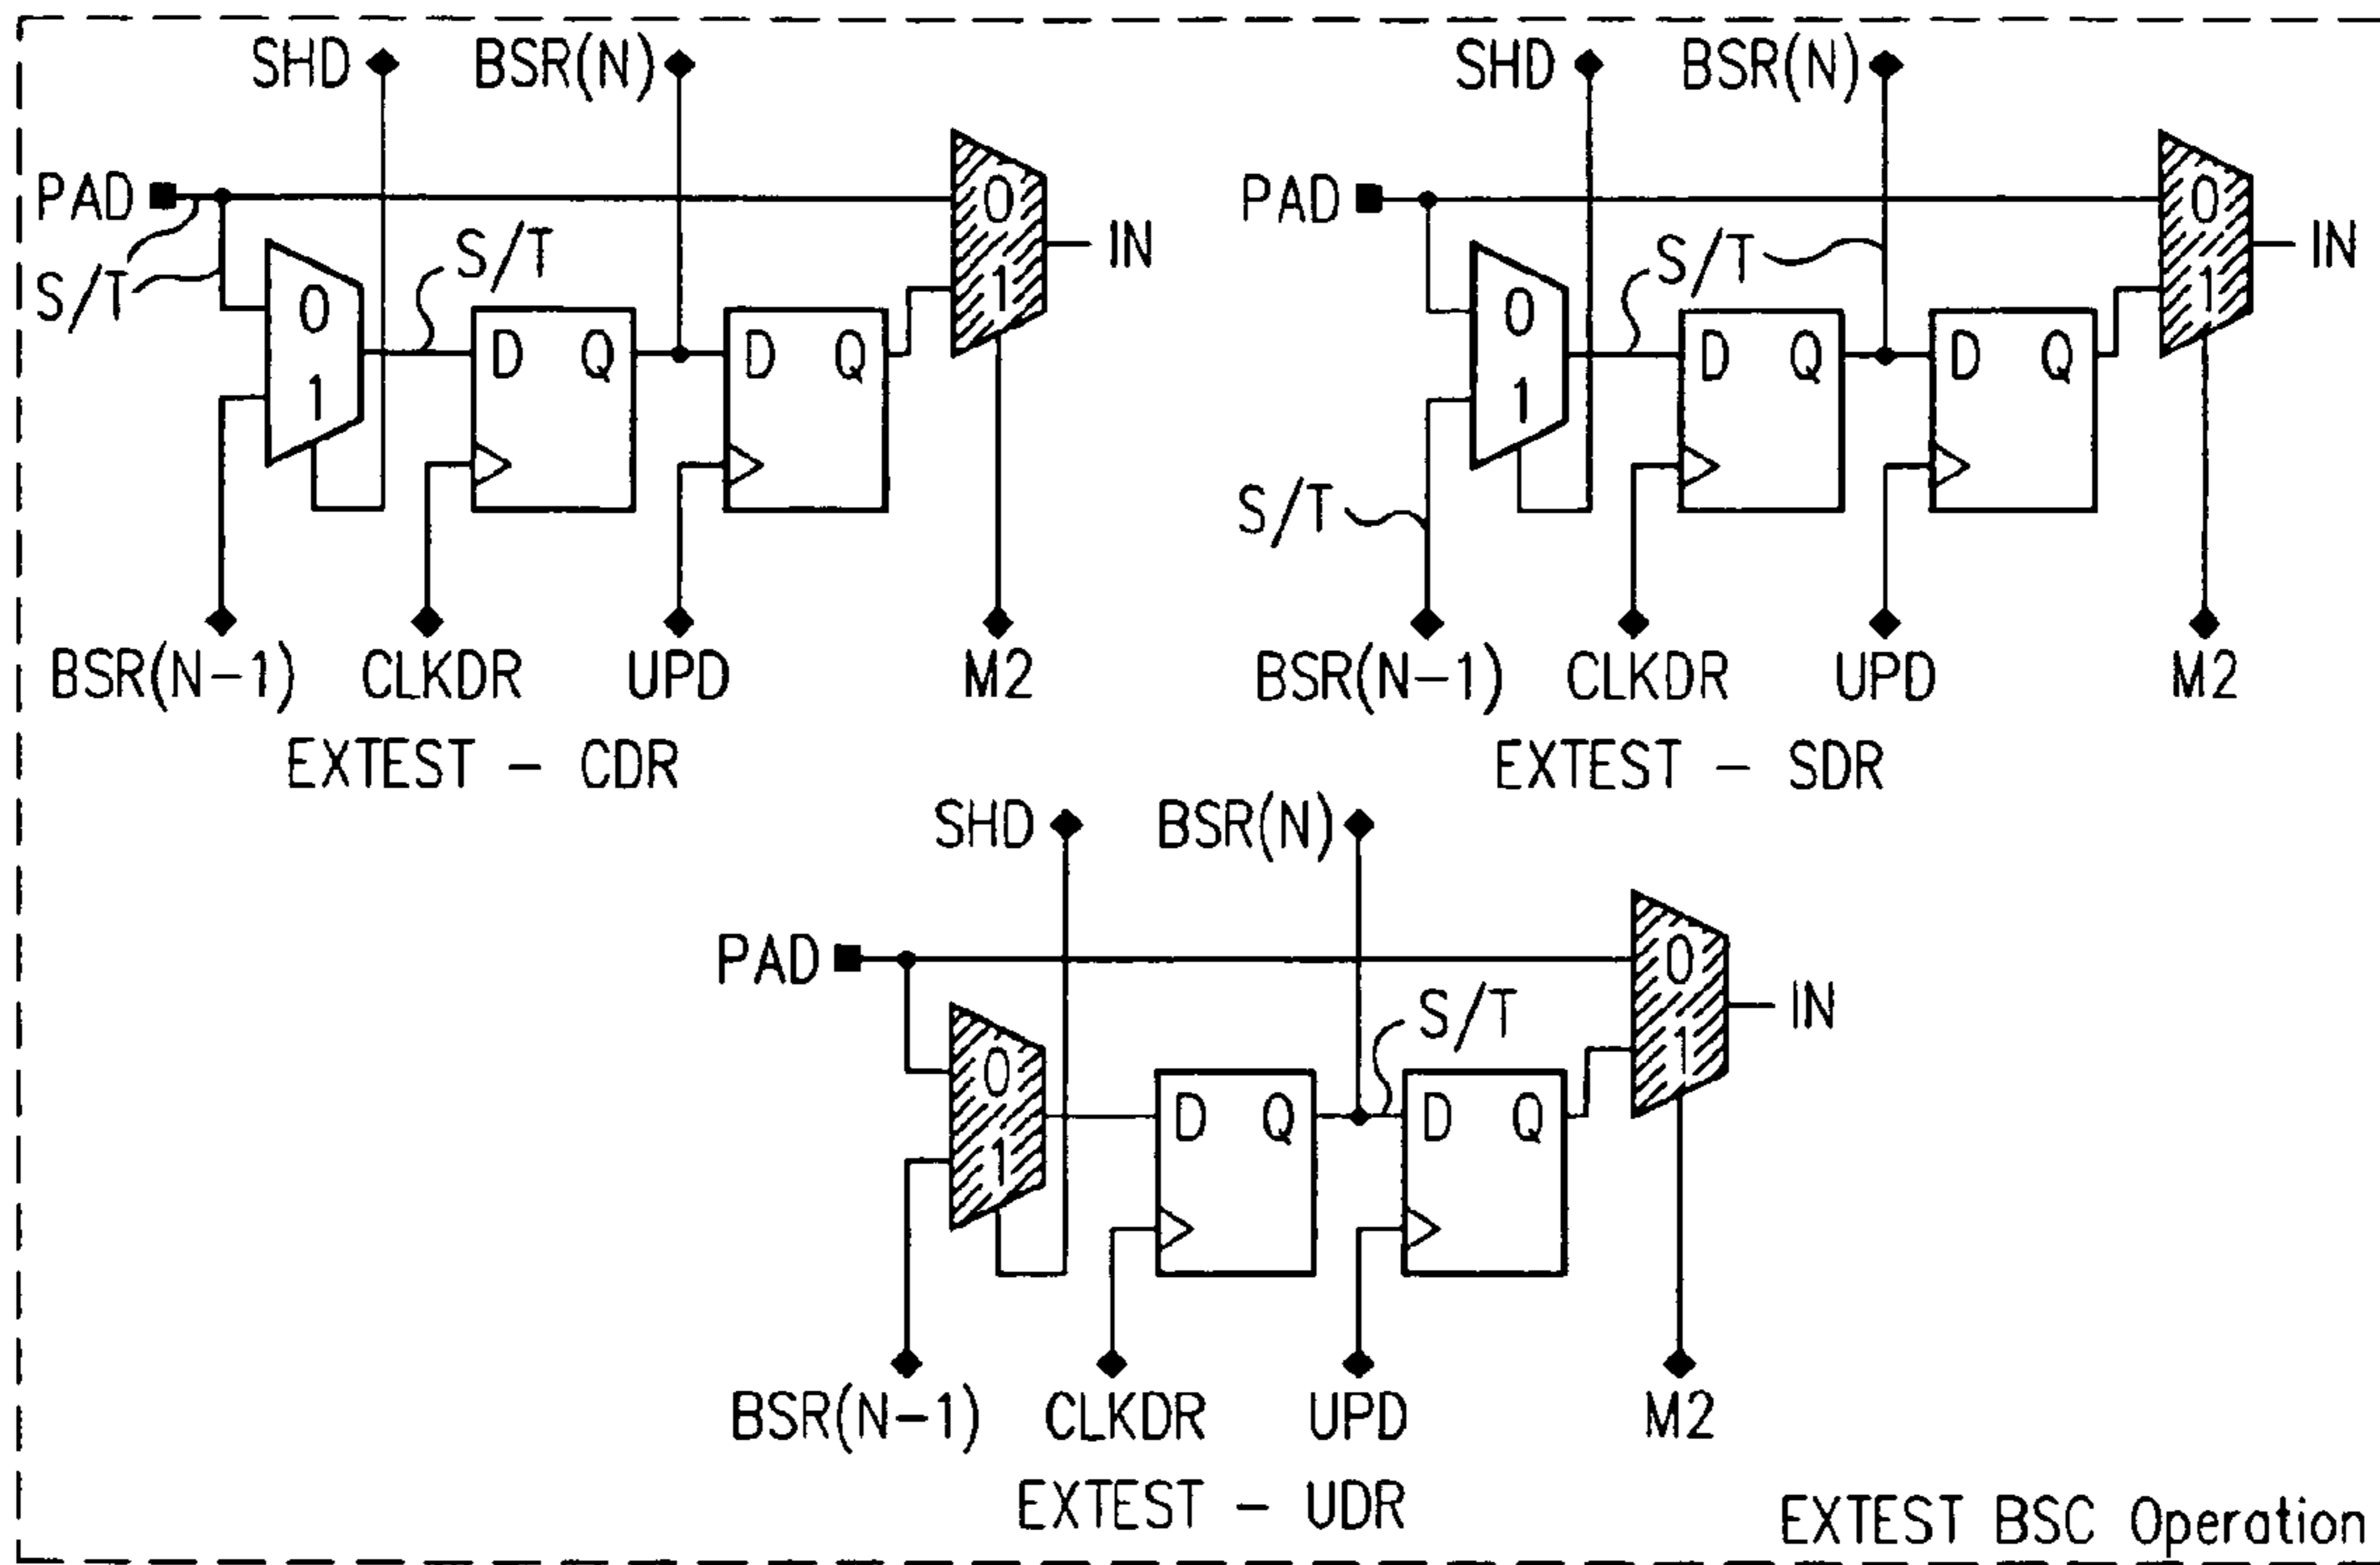 SHD BSR(N)
PAD
0
1
S/T
S/T
0
1
IN
D Q D Q
BSR(N-1) CLKDR UPD M2
EXTEST - CDR
SHD BSR(N)
PAD
0
1
S/T
S/T
0
1
IN
D Q D Q
BSR(N-1) CLKDR UPD M2
EXTEST - SDR
SHD BSR(N)
PAD
0
1
S/T
0
1
IN
D Q D Q
BSR(N-1) CLKDR UPD M2
EXTEST - UDR
EXTEST BSC Operation